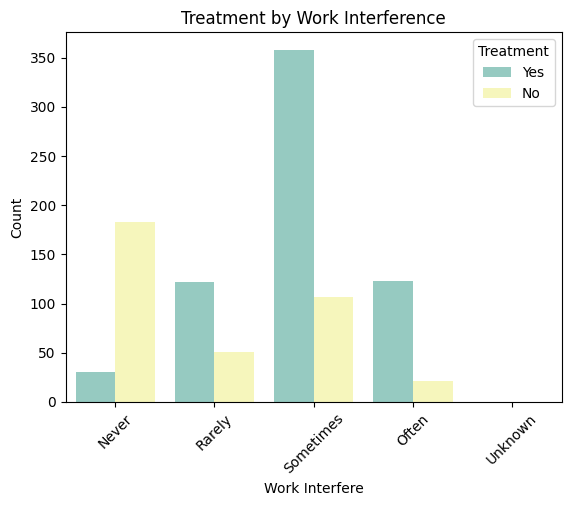 Treatment by Work Interference
Treatment
Yes
No
350
300
250
200
150
100
50
0
Count
Never
Rarely
Sometimes
Often
Unknown
Work Interfere